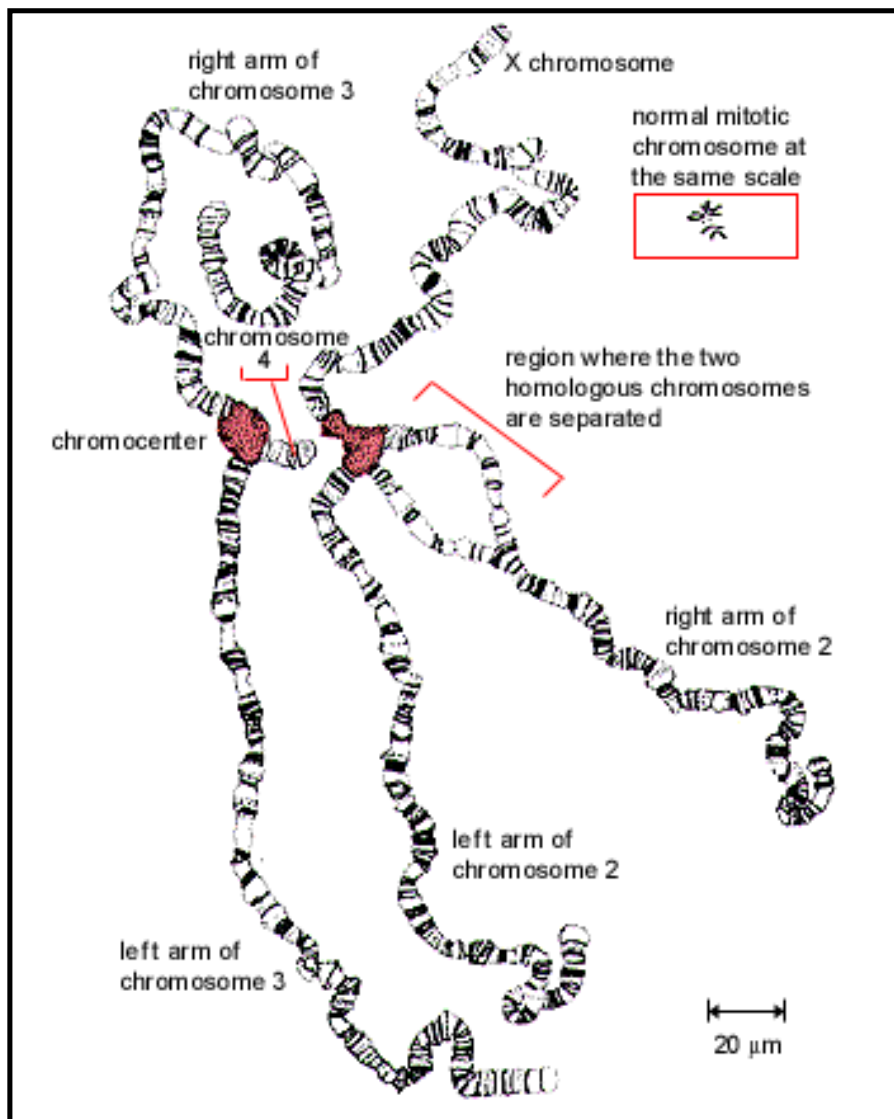 right arm of
chromosome 3
X chromosome
normal mitotic
chromosome at
the same scale
chromosome
4
region where the two
homologous chromosomes
are separated
chromocenter
right arm of
chromosome 2
left arm of
chromosome 2
left arm of
chromosome 3
20 µm